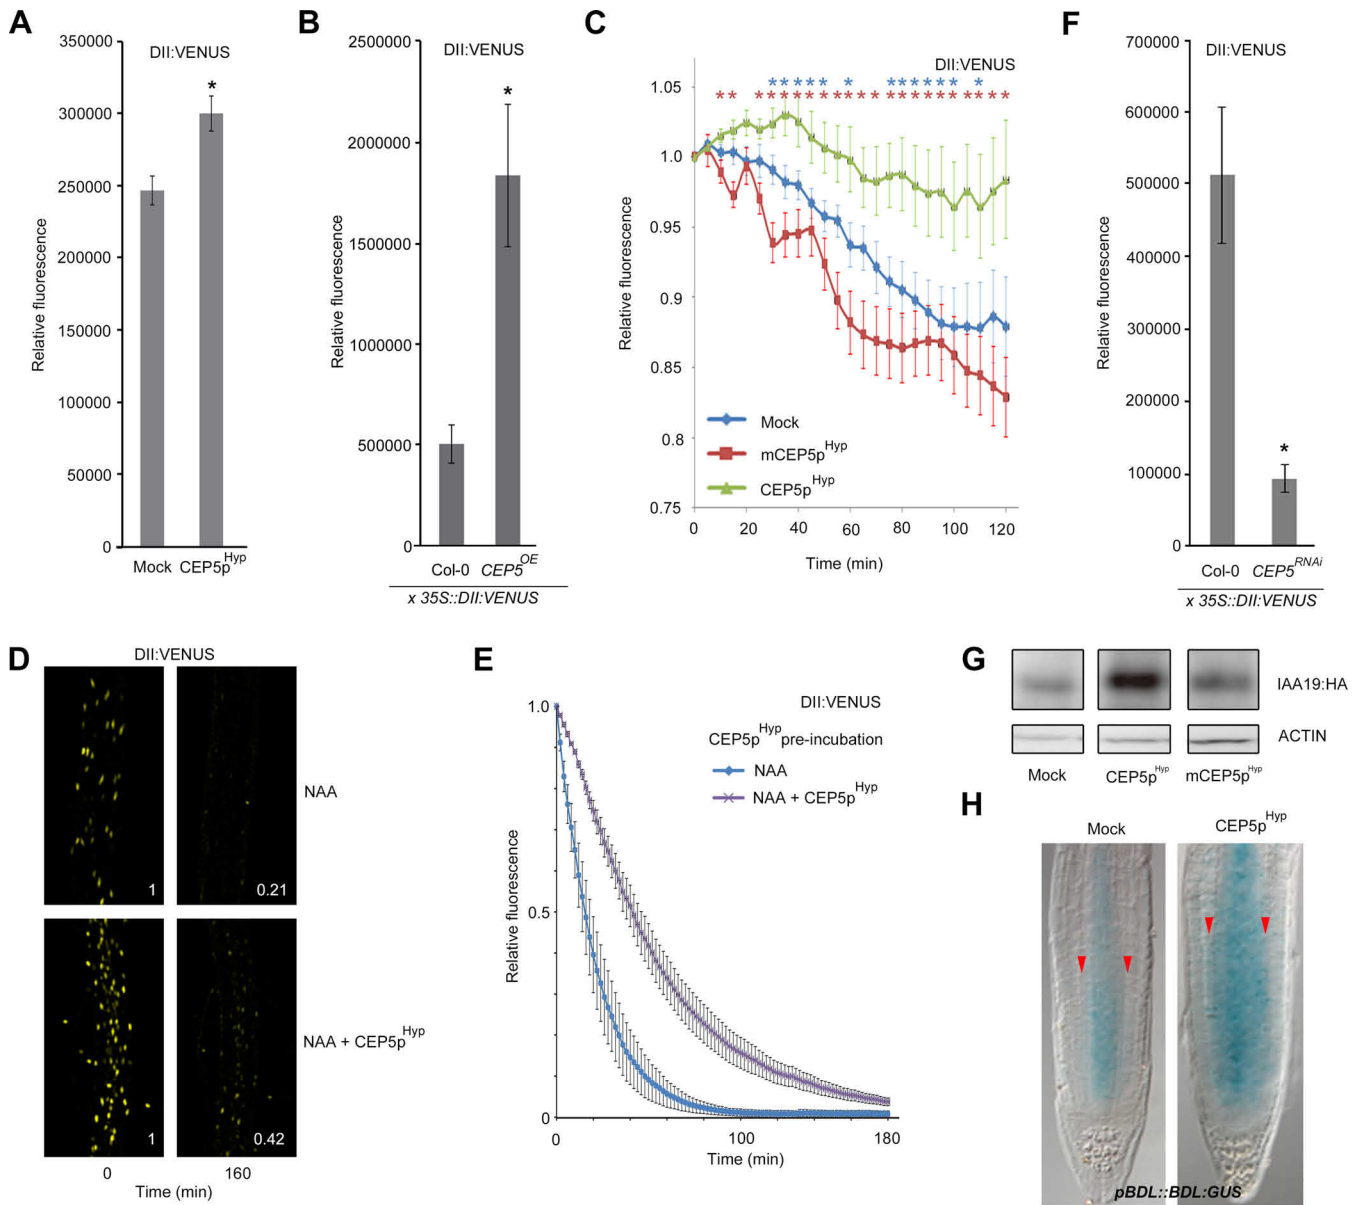 A
DII:VENUS
*
350000
300000
250000
200000
150000
100000
50000
0
Relative fluorescence
Mock CEP5p^Hyp
B
DII:VENUS
*
2500000
2000000
1500000
1000000
500000
0
Relative fluorescence
Col-0 CEP5^OE
x 35S::DII:VENUS
C
DII:VENUS
* * * * * * * * * * * * * *
* * * * * * * * * * * * * * * * * * * * * *
1.05
1.0
0.95
0.9
0.85
0.8
0.75
Relative fluorescence
Mock
mCEP5p^Hyp
CEP5p^Hyp
0 20 40 60 80 100 120
Time (min)
F
DII:VENUS
*
700000
600000
500000
400000
300000
200000
100000
0
Relative fluorescence
Col-0 CEP5^RNAi
x 35S::DII:VENUS
D
DII:VENUS
1
0.21
NAA
1
0.42
NAA + CEP5p^Hyp
0 160
Time (min)
E
DII:VENUS
CEP5p^Hyp pre-incubation
NAA
NAA + CEP5p^Hyp
1.0
0.5
0
Relative fluorescence
0 100 180
Time (min)
G
IAA19:HA
ACTIN
Mock CEP5p^Hyp mCEP5p^Hyp
H
Mock CEP5p^Hyp
pBDL::BDL:GUS